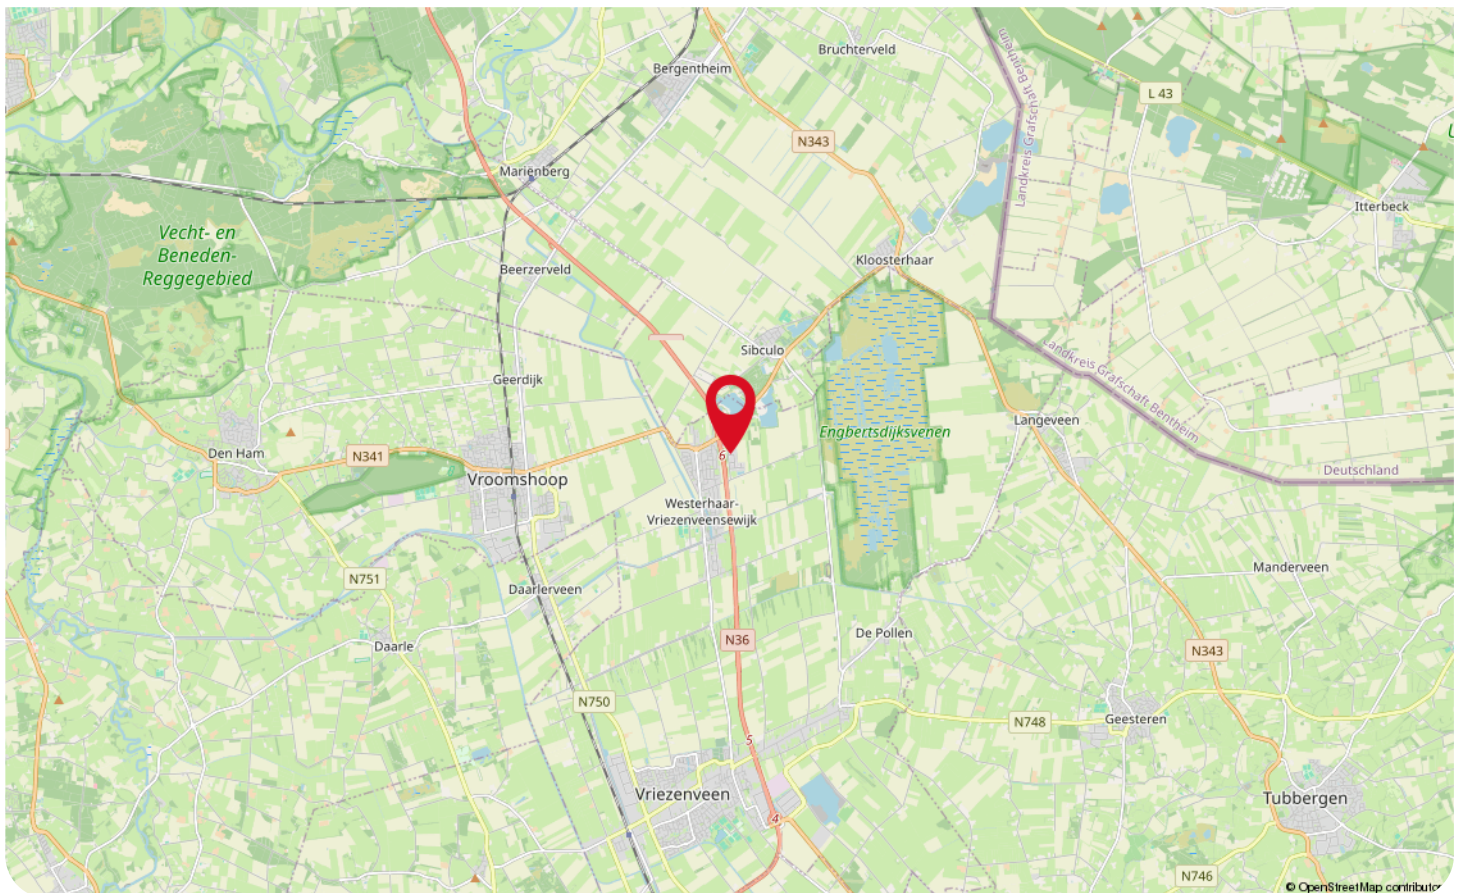 Bruchterveld
Bergentheim
Landkreis Grafschaft Bentheim
L 43
N343
Mariënberg
Itterbeck
Vecht- en
Beneden-
Reggegebied
Kloosterhaar
Beerzerveld
Sibculo
Landkreis Grafschaft Bentheim
Geerdijk
Langeveen
Engbertsdijksvenen
Den Ham
N341
6
Deutschland
Vroomshoop
Westerhaar-
Vriezenveensewijk
Manderveen
N751
Daarlerveen
De Pollen
N36
Daarle
N343
N750
N748
Geesteren
5
Vriezenveen
Tubbergen
4
N746
© OpenStreetMap contributo